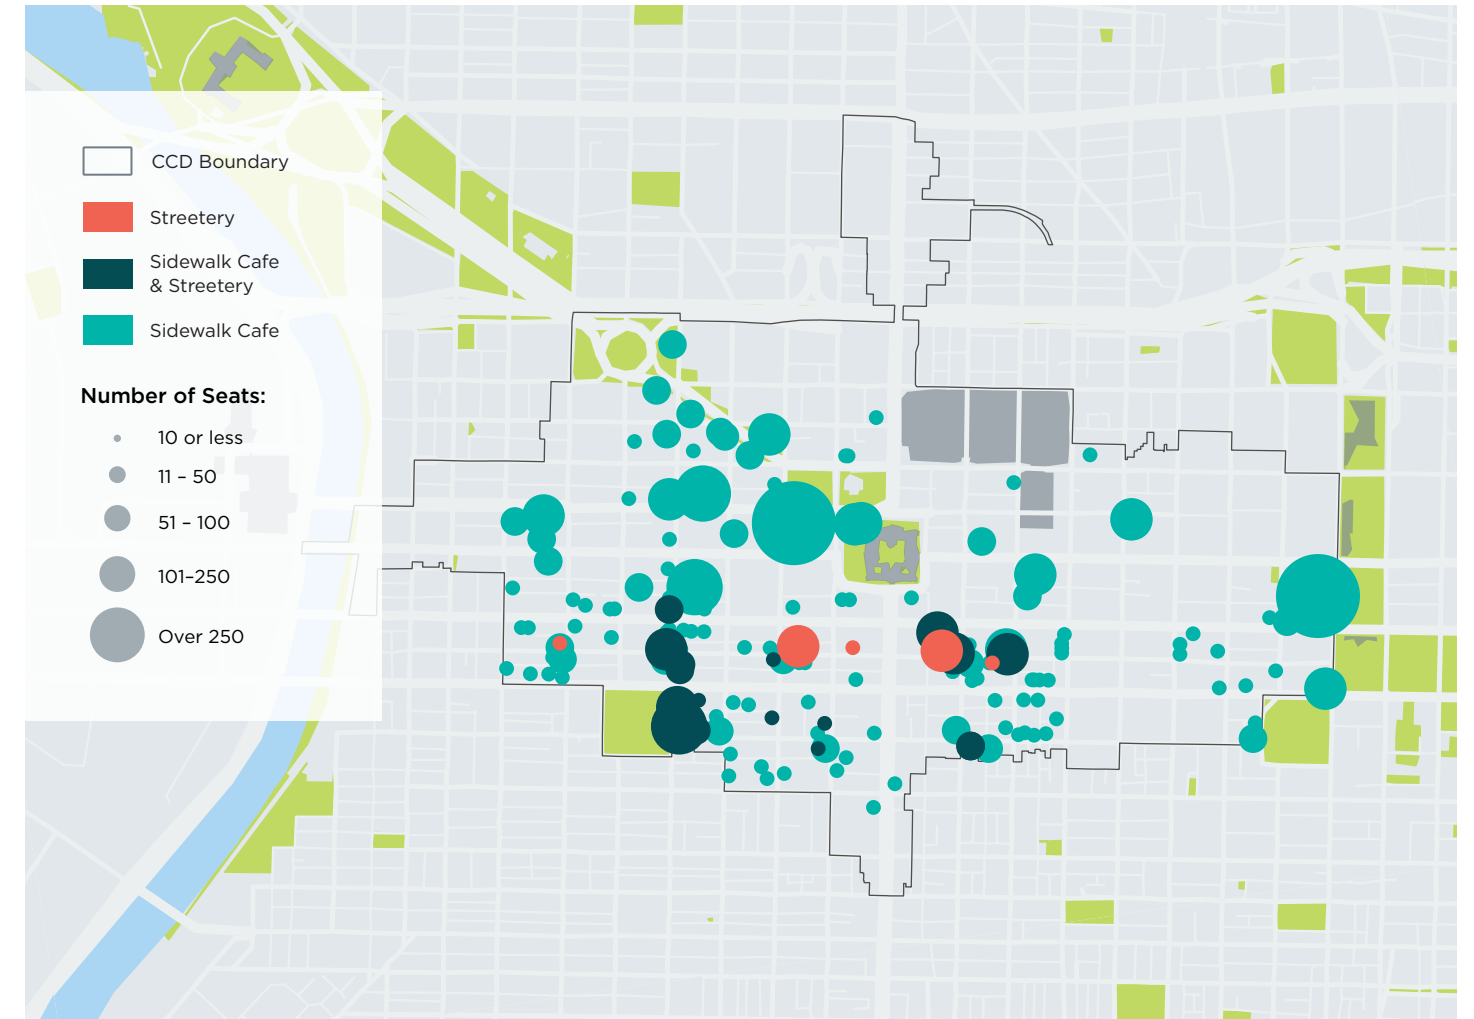 CCD Boundary
Streetery
Sidewalk Cafe
& Streetery
Sidewalk Cafe
Number of Seats:
10 or less
11 – 50
51 – 100
101–250
Over 250